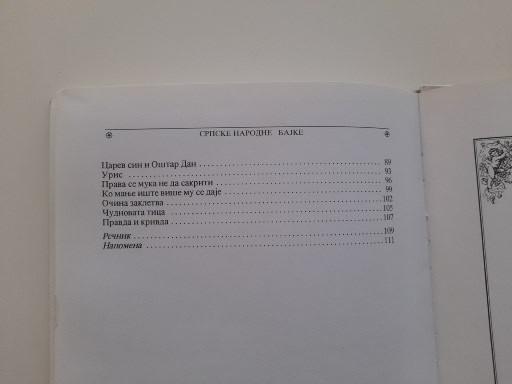 СРПСКЕ НАРОДНЕ БАЈКЕ
Царев син и Оштар Дан ........ 89
Урис ........ 93
Права се мука не да сакрити ........ 96
Ко мање иште више му се даје ........ 99
Очина заклетва ........ 102
Чудновата тица ........ 105
Правда и кривда ........ 107
Речник ........ 109
Напомена ........ 111